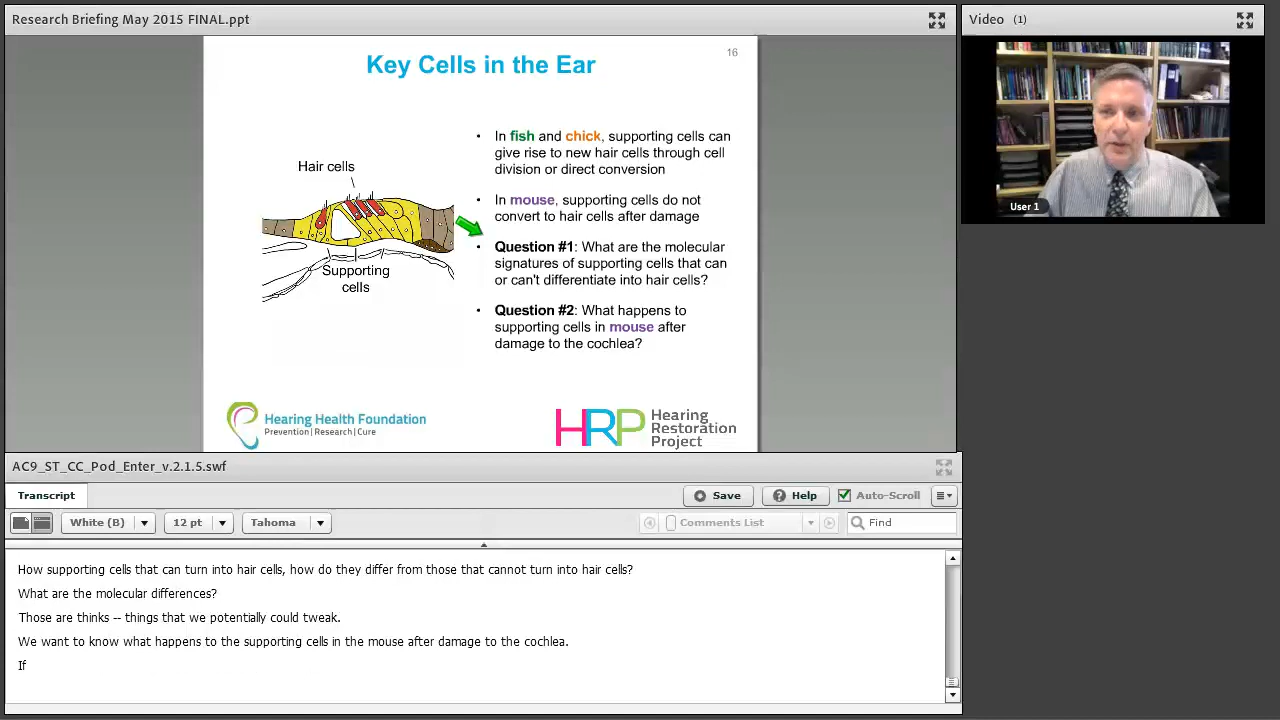 Research Briefing May 2015 FINAL.ppt
Video (1)
16
Key Cells in the Ear
Hair cells
Supporting
cells
• In fish and chick, supporting cells can
give rise to new hair cells through cell
division or direct conversion
• In mouse, supporting cells do not
convert to hair cells after damage
• Question #1: What are the molecular
signatures of supporting cells that can
or can't differentiate into hair cells?
• Question #2: What happens to
supporting cells in mouse after
damage to the cochlea?
Hearing Health Foundation
Prevention|Research|Cure
HRP Hearing
Restoration
Project
User 1
AC9_ST_CC_Pod_Enter_v.2.1.5.swf
Transcript
Save
Help
Auto-Scroll
White (B)
12 pt
Tahoma
Comments List
Find
How supporting cells that can turn into hair cells, how do they differ from those that cannot turn into hair cells?
What are the molecular differences?
Those are thinks -- things that we potentially could tweak.
We want to know what happens to the supporting cells in the mouse after damage to the cochlea.
If